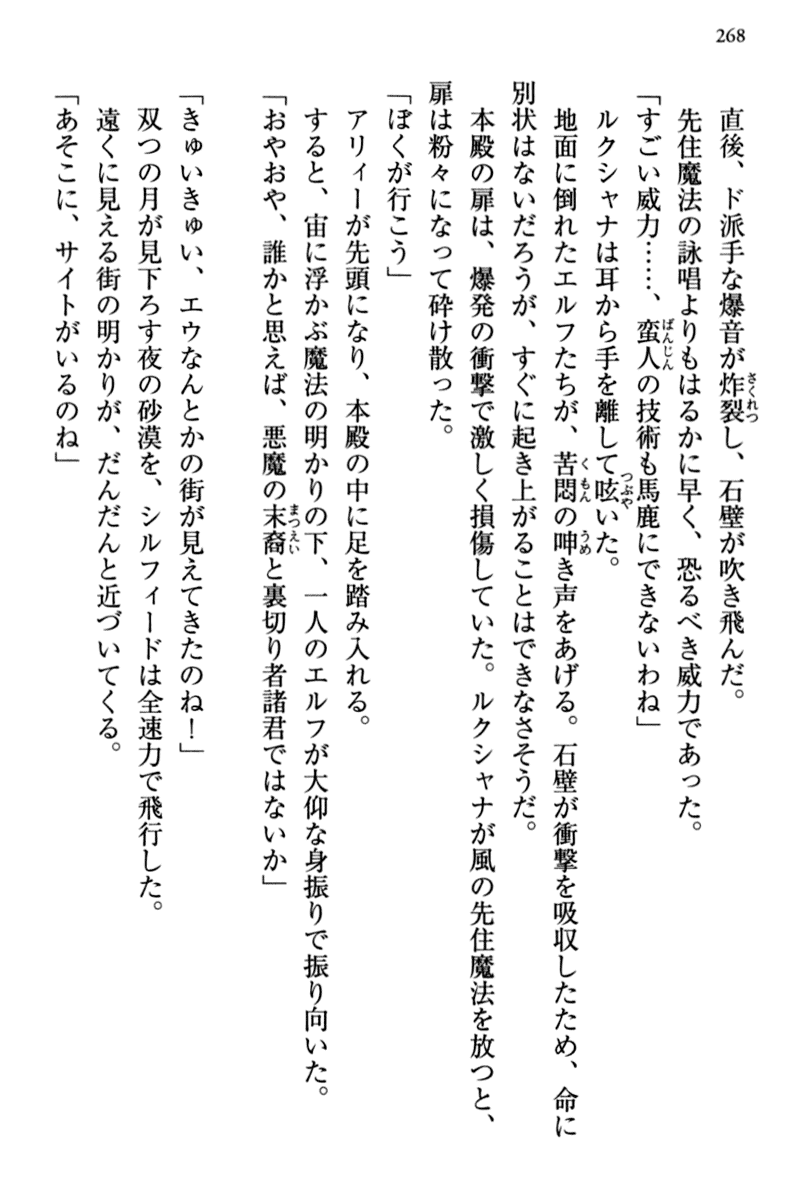 268
直後、ド派手な爆音が炸裂し、石壁が吹き飛んだ。
先住魔法の詠唱よりもはるかに早く、恐るべき威力であった。
「すごい威力……、蛮人の技術も馬鹿にできないわね」
ルクシャナは耳から手を離して呟いた。
地面に倒れたエルフたちが、苦悶の呻き声をあげる。石壁が衝撃を吸収したため、命に
別状はないだろうが、すぐに起き上がることはできなさそうだ。
本殿の扉は、爆発の衝撃で激しく損傷していた。ルクシャナが風の先住魔法を放つと、
扉は粉々になって砕け散った。
「ぼくが行こう」
アリィーが先頭になり、本殿の中に足を踏み入れる。
すると、宙に浮かぶ魔法の明かりの下、一人のエルフが大仰な身振りで振り向いた。
「おやおや、誰かと思えば、悪魔の末裔と裏切り者諸君ではないか」
「きゅいきゅい、エウなんとかの街が見えてきたのね！」
双つの月が見下ろす夜の砂漠を、シルフィードは全速力で飛行した。
遠くに見える街の明かりが、だんだんと近づいてくる。
「あそこに、サイトがいるのね」